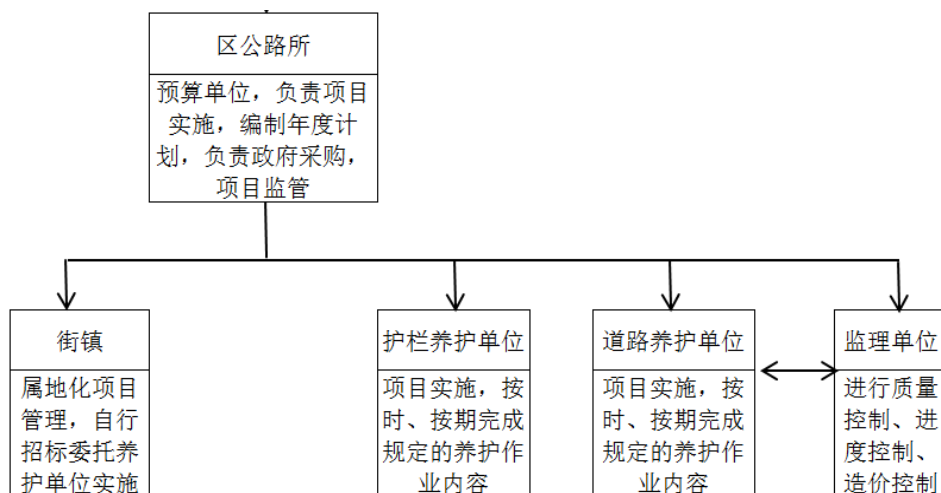 区公路所
预算单位，负责项目
实施，编制年度计
划，负责政府采购，
项目监管
街镇
属地化项目
管理，自行
招标委托养
护单位实施
护栏养护单位
项目实施，按
时、按期完成
规定的养护作
业内容
道路养护单位
项目实施，按
时、按期完成
规定的养护作
业内容
监理单位
进行质量
控制、进
度控制、
造价控制